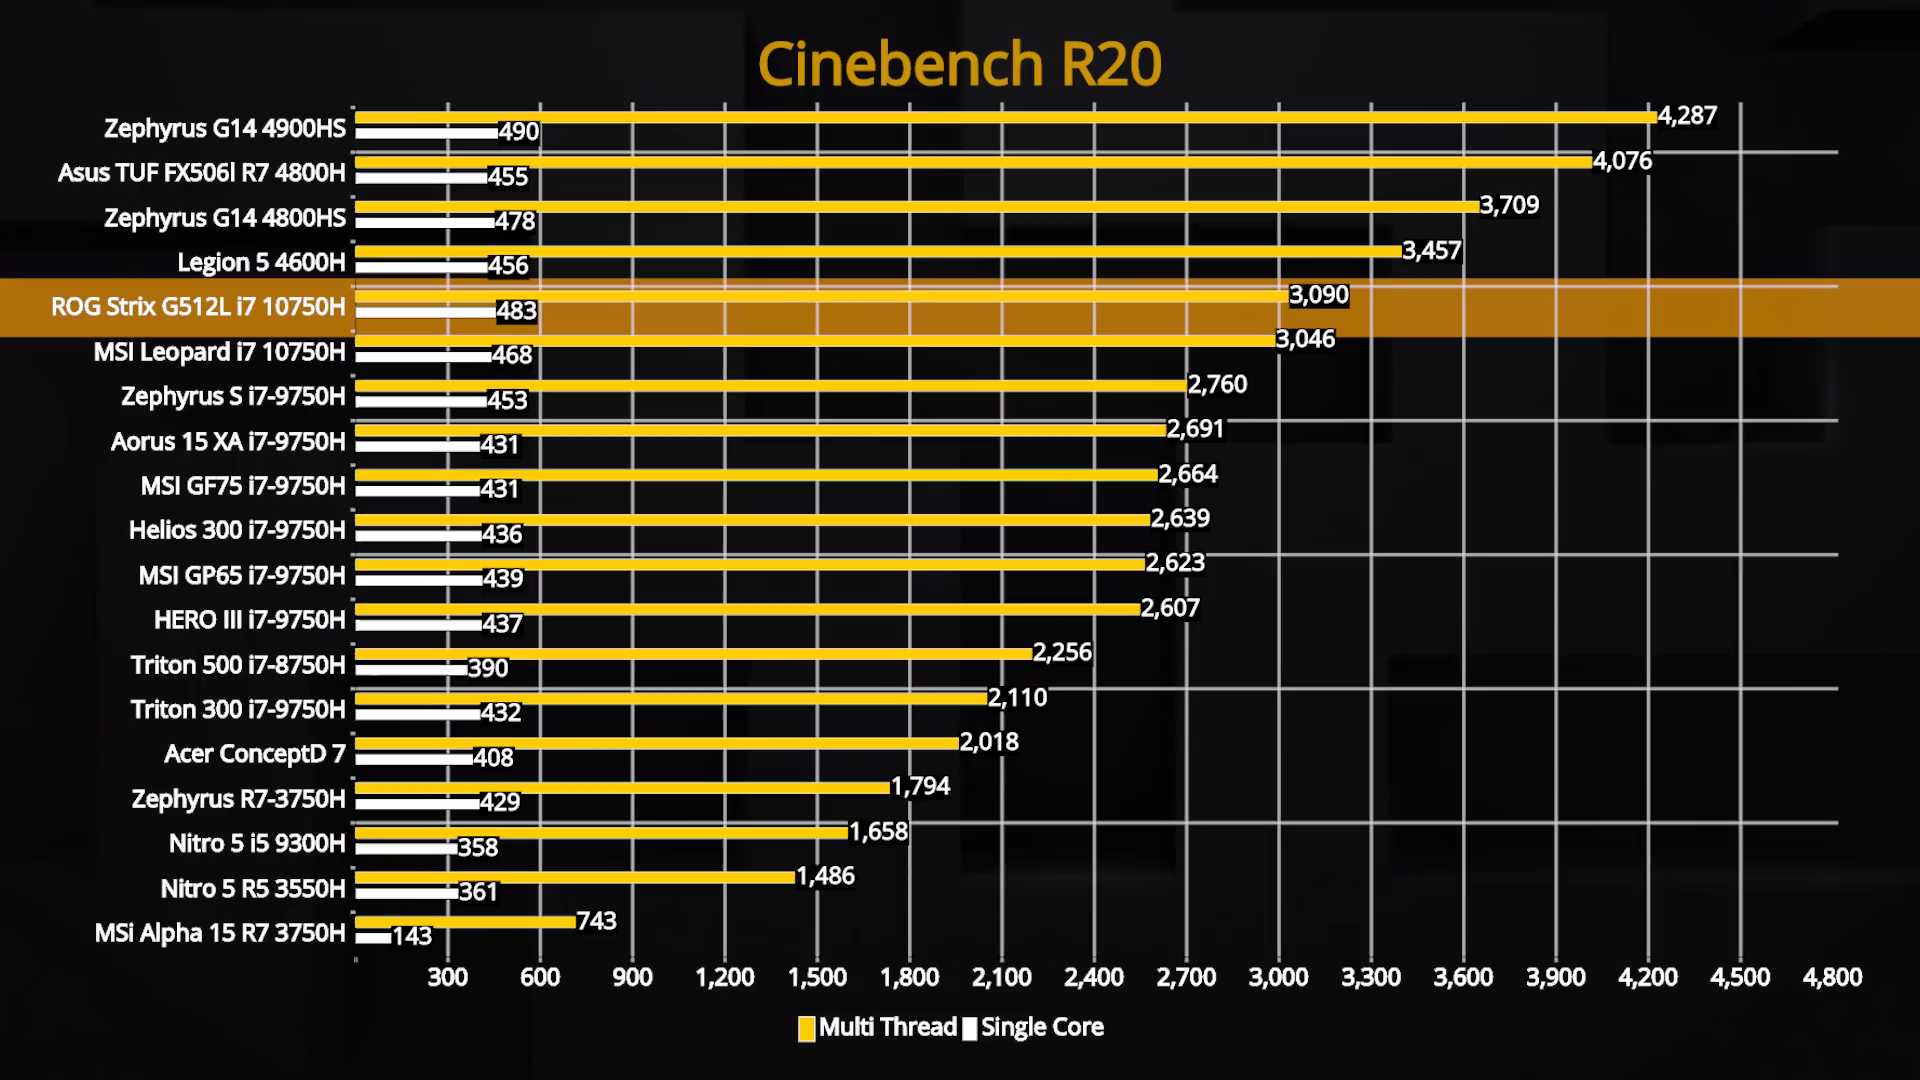 Cinebench R20
Zephyrus G14 4900HS 4,287
490
Asus TUF FX506l R7 4800H 4,076
455
Zephyrus G14 4800HS 3,709
478
Legion 5 4600H 3,457
456
ROG Strix G512L i7 10750H 3,090
483
MSI Leopard i7 10750H 3,046
468
Zephyrus S i7-9750H 2,760
453
Aorus 15 XA i7-9750H 2,691
431
MSI GF75 i7-9750H 2,664
431
Helios 300 i7-9750H 2,639
436
MSI GP65 i7-9750H 2,623
439
HERO III i7-9750H 2,607
437
Triton 500 i7-8750H 2,256
390
Triton 300 i7-9750H 2,110
432
Acer ConceptD 7 2,018
408
Zephyrus R7-3750H 1,794
429
Nitro 5 i5 9300H 1,658
358
Nitro 5 R5 3550H 1,486
361
MSi Alpha 15 R7 3750H 743
143
300 600 900 1,200 1,500 1,800 2,100 2,400 2,700 3,000 3,300 3,600 3,900 4,200 4,500 4,800
Multi Thread Single Core